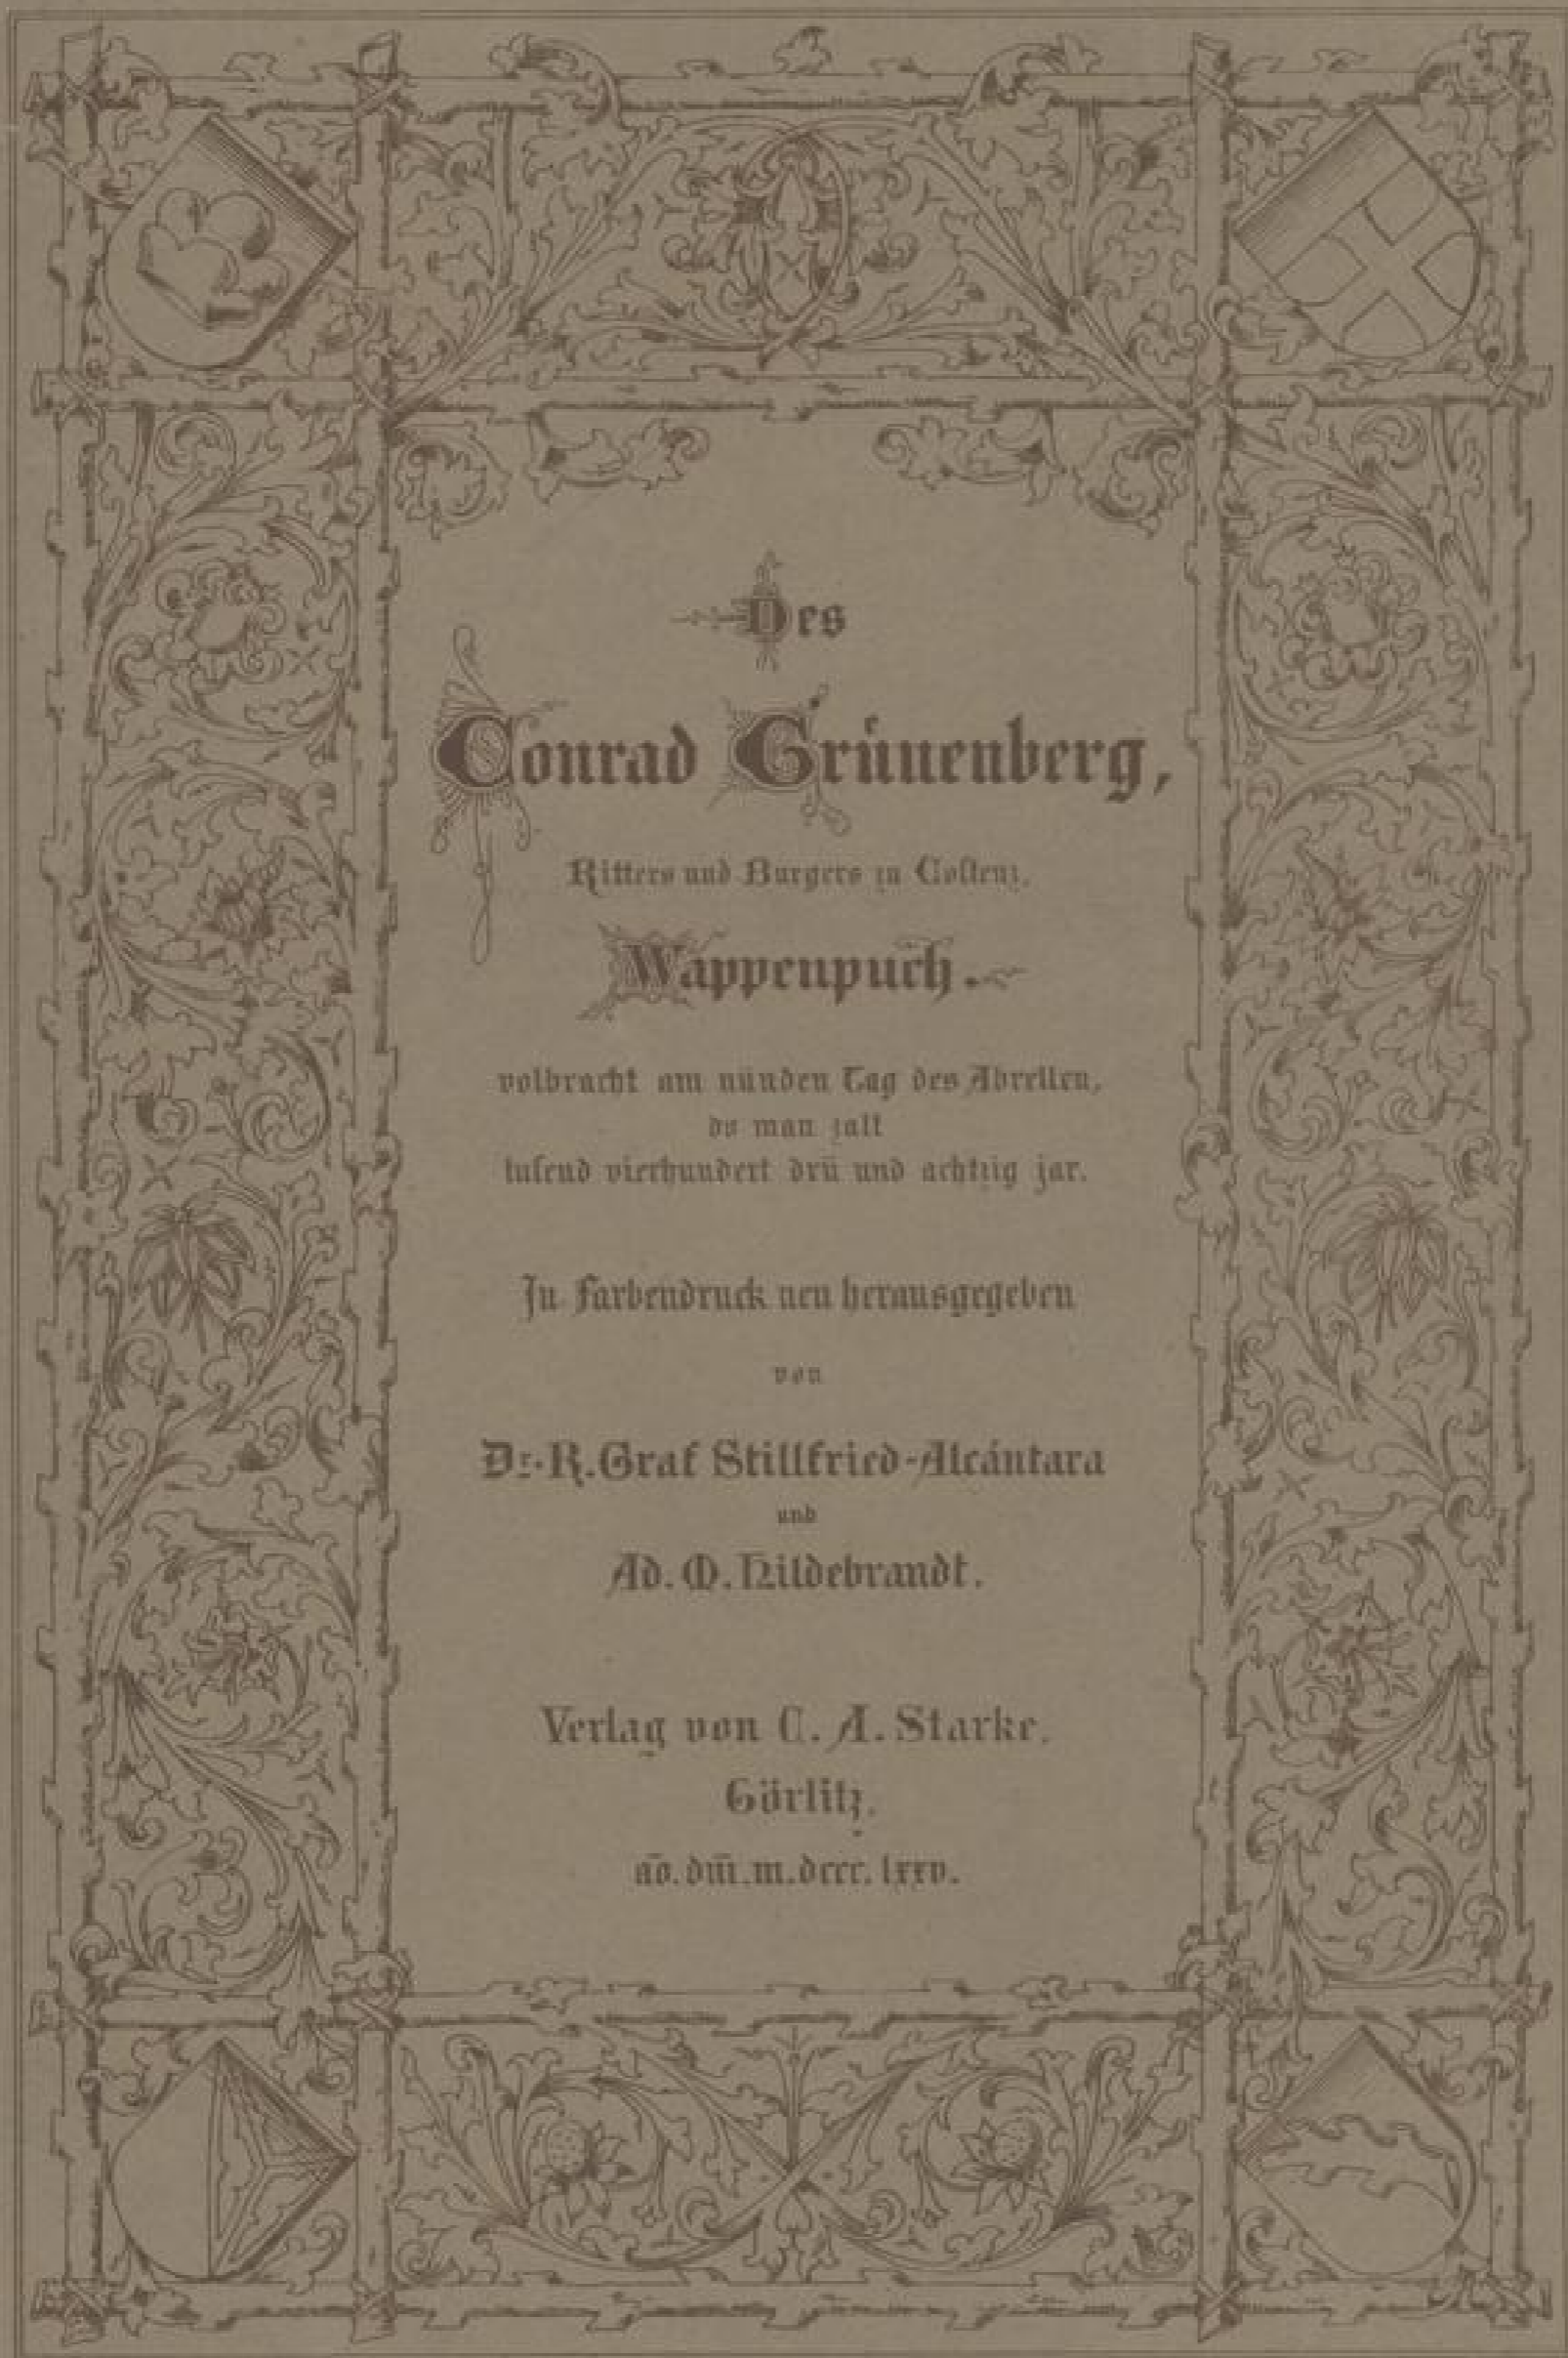 Des
Conrad Grünenberg,
Ritters und Burgers zu Costenz,
Wappenpuch.
volbracht am nünden Tag des Abrellen,
do man zalt
tusend vierhundert drü und achtzig jar.
In Farbendruck neu herausgegeben
von
Dr. R. Graf Stillfried-Alcántara
und
Ad. M. Hildebrandt.
Verlag von C. A. Starke.
Görlitz.
aō. dm̄. m. dccc. lxxv.